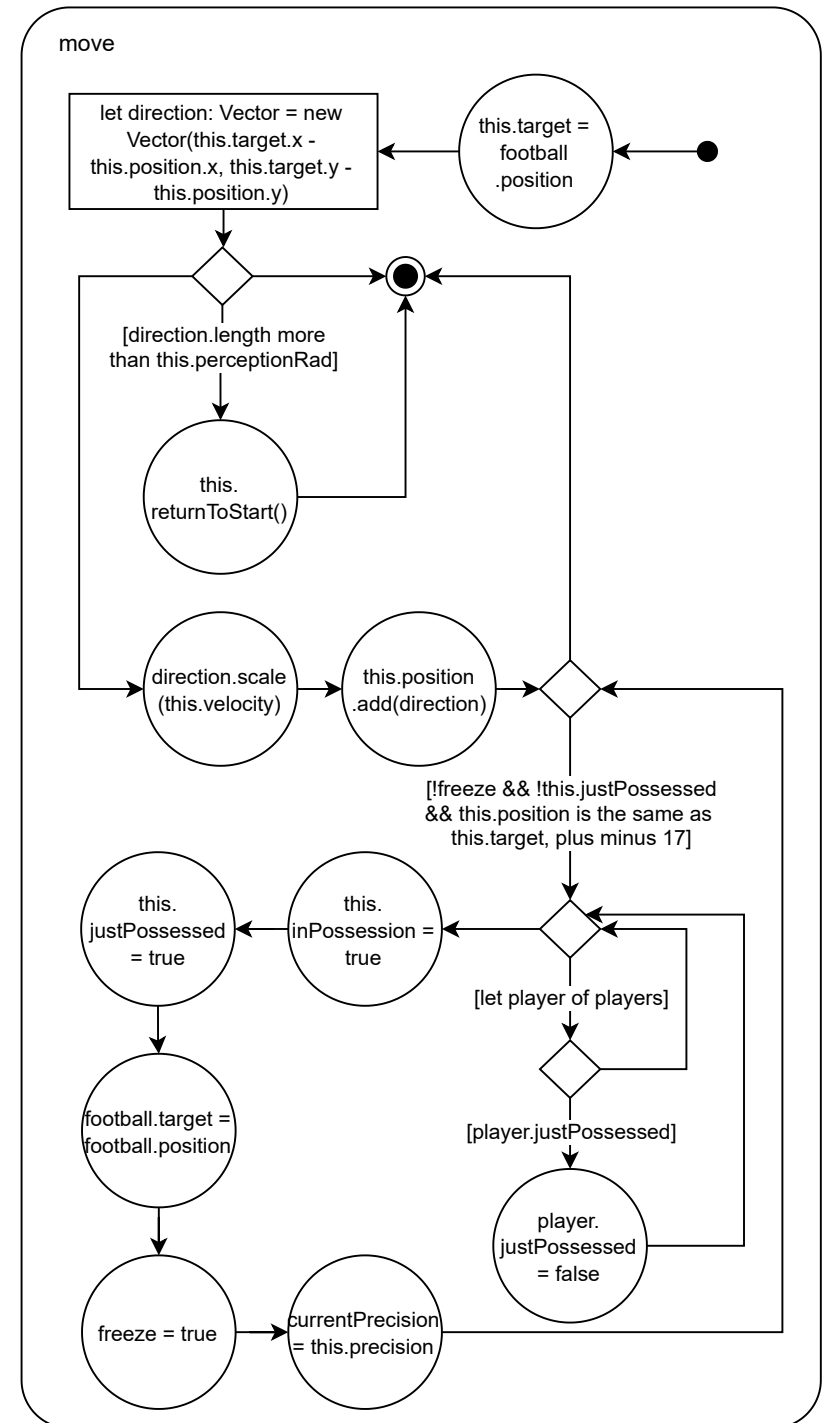 move
this.target =
football
.position
let direction: Vector = new
Vector(this.target.x -
this.position.x, this.target.y -
this.position.y)
[direction.length more
than this.perceptionRad]
this.
returnToStart()
direction.scale
(this.velocity)
this.position
.add(direction)
[!freeze && !this.justPossessed
&& this.position is the same as
this.target, plus minus 17]
this.
justPossessed
= true
this.
inPossession =
true
[let player of players]
football.target =
football.position
[player.justPossessed]
player.
justPossessed
= false
freeze = true
currentPrecision
= this.precision